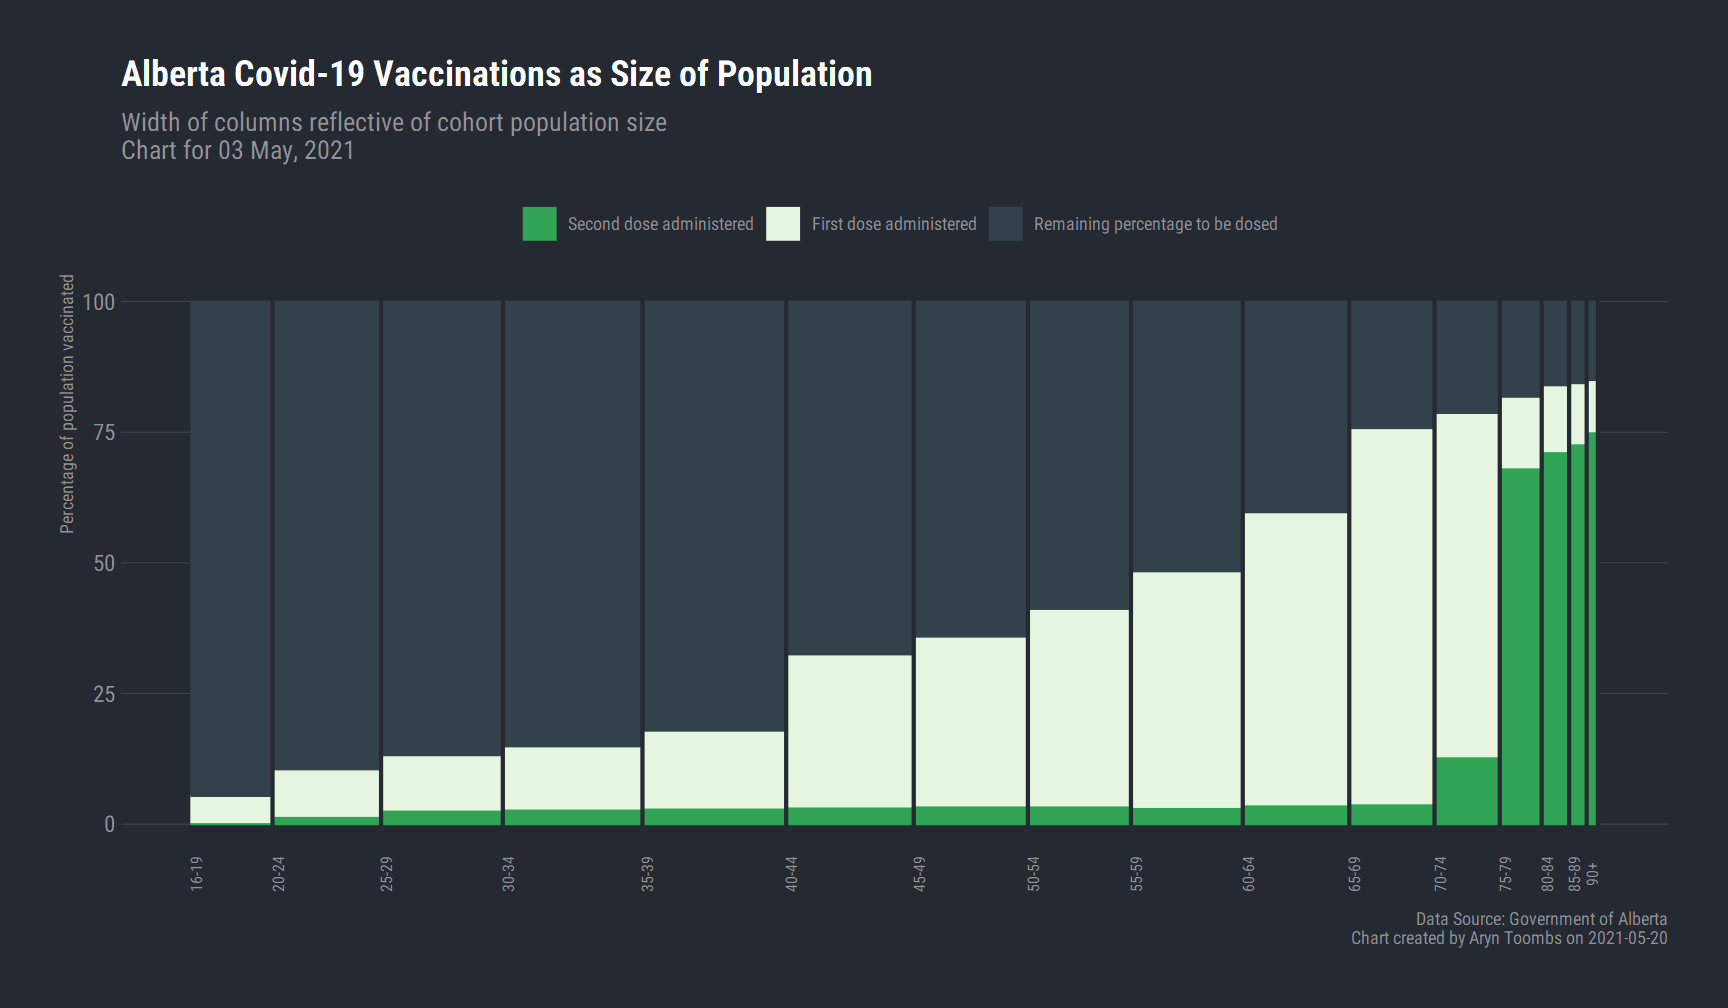 Alberta Covid-19 Vaccinations as Size of Population
Width of columns reflective of cohort population size
Chart for 03 May, 2021
Second dose administered
First dose administered
Remaining percentage to be dosed
Percentage of population vaccinated
100
75
50
25
0
16-19
20-24
25-29
30-34
35-39
40-44
45-49
50-54
55-59
60-64
65-69
70-74
75-79
80-84
85-89
90+
Data Source: Government of Alberta
Chart created by Aryn Toombs on 2021-05-20